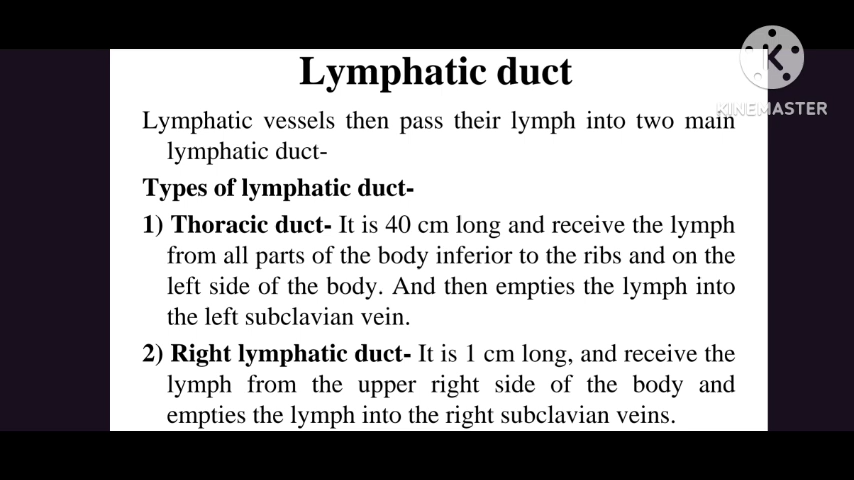 Lymphatic duct
KINEMASTER
Lymphatic vessels then pass their lymph into two main
lymphatic duct-
Types of lymphatic duct-
1) Thoracic duct- It is 40 cm long and receive the lymph
from all parts of the body inferior to the ribs and on the
left side of the body. And then empties the lymph into
the left subclavian vein.
2) Right lymphatic duct- It is 1 cm long, and receive the
lymph from the upper right side of the body and
empties the lymph into the right subclavian veins.